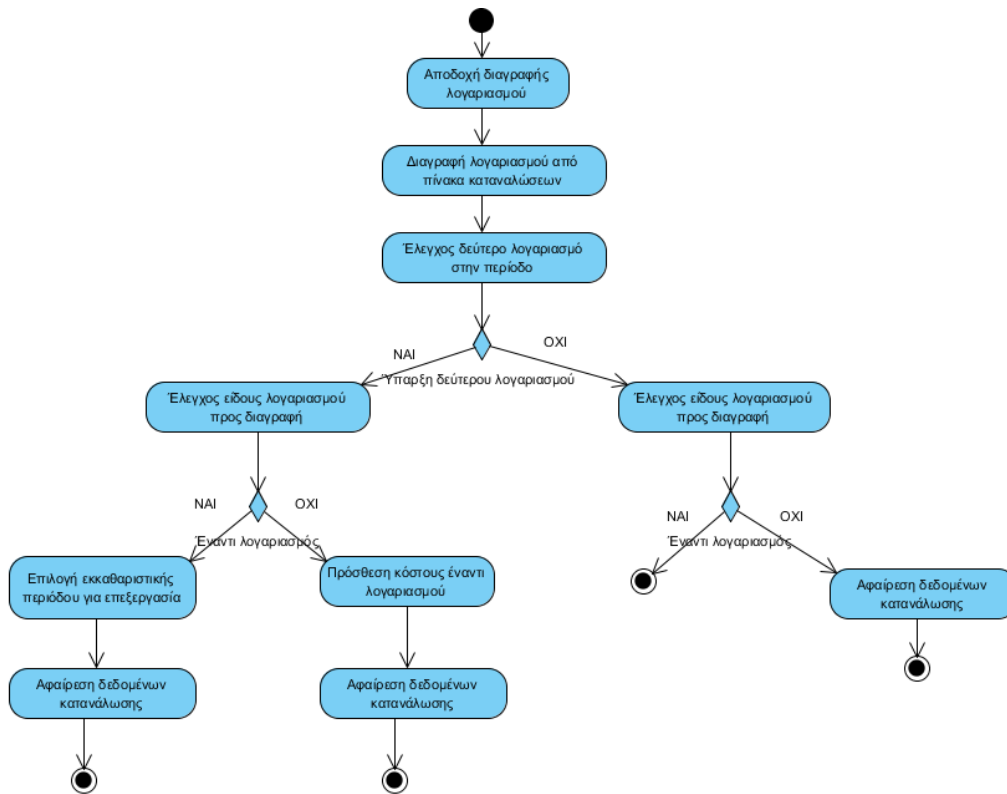 Αποδοχή διαγραφής
λογαριασμού
Διαγραφή λογαριασμού από
πίνακα καταναλώσεων
Έλεγχος δεύτερο λογαριασμό
στην περίοδο
ΝΑΙ
ΟΧΙ
Ύπαρξη δεύτερου λογαριασμού
Έλεγχος είδους λογαριασμού
προς διαγραφή
Έλεγχος είδους λογαριασμού
προς διαγραφή
ΝΑΙ
ΟΧΙ
Έναντι λογαριασμός
ΝΑΙ
ΟΧΙ
Έναντι λογαριασμός
Επιλογή εκκαθαριστικής
περιόδου για επεξεργασία
Πρόσθεση κόστους έναντι
λογαριασμού
Αφαίρεση δεδομένων
κατανάλωσης
Αφαίρεση δεδομένων
κατανάλωσης
Αφαίρεση δεδομένων
κατανάλωσης